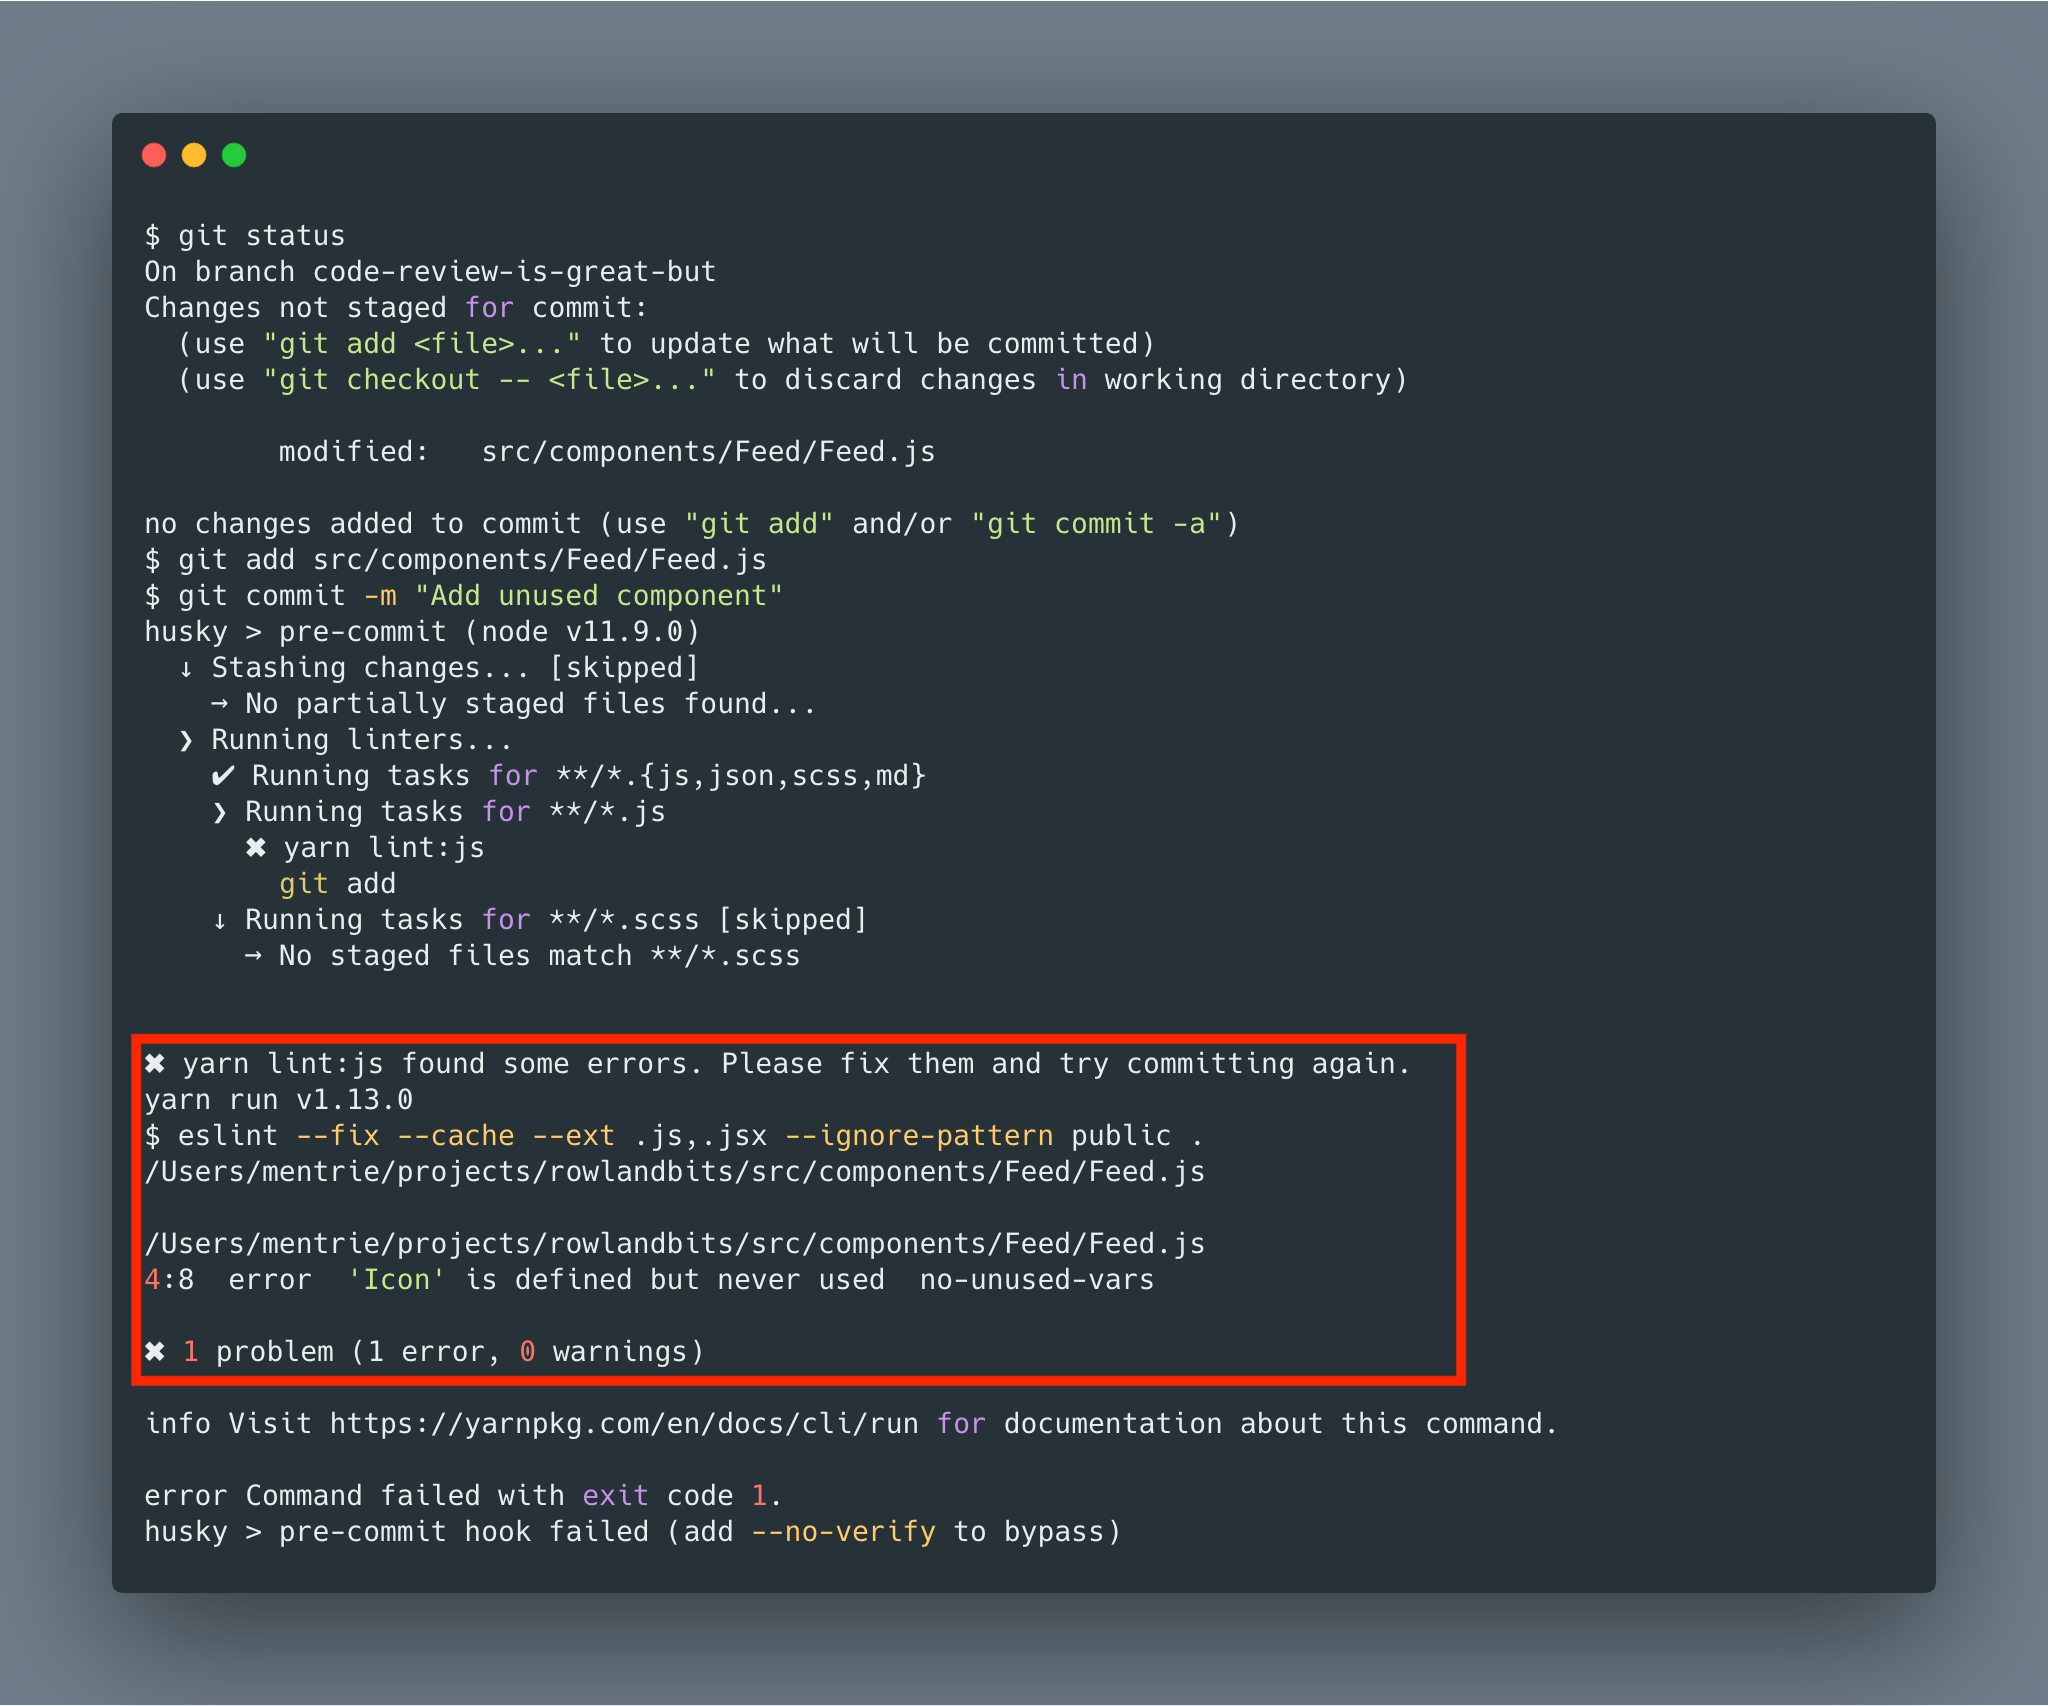 $ git status
On branch code-review-is-great-but
Changes not staged for commit:
  (use "git add <file>..." to update what will be committed)
  (use "git checkout -- <file>..." to discard changes in working directory)
        modified:   src/components/Feed/Feed.js
no changes added to commit (use "git add" and/or "git commit -a")
$ git add src/components/Feed/Feed.js
$ git commit -m "Add unused component"
husky > pre-commit (node v11.9.0)
  ↓ Stashing changes... [skipped]
    → No partially staged files found...
  ❯ Running linters...
    ✔ Running tasks for **/*.{js,json,scss,md}
    ❯ Running tasks for **/*.js
      ✖ yarn lint:js
        git add
    ↓ Running tasks for **/*.scss [skipped]
      → No staged files match **/*.scss
✖ yarn lint:js found some errors. Please fix them and try committing again.
yarn run v1.13.0
$ eslint --fix --cache --ext .js,.jsx --ignore-pattern public .
/Users/mentrie/projects/rowlandbits/src/components/Feed/Feed.js
/Users/mentrie/projects/rowlandbits/src/components/Feed/Feed.js
4:8  error  'Icon' is defined but never used  no-unused-vars
✖ 1 problem (1 error, 0 warnings)
info Visit https://yarnpkg.com/en/docs/cli/run for documentation about this command.
error Command failed with exit code 1.
husky > pre-commit hook failed (add --no-verify to bypass)